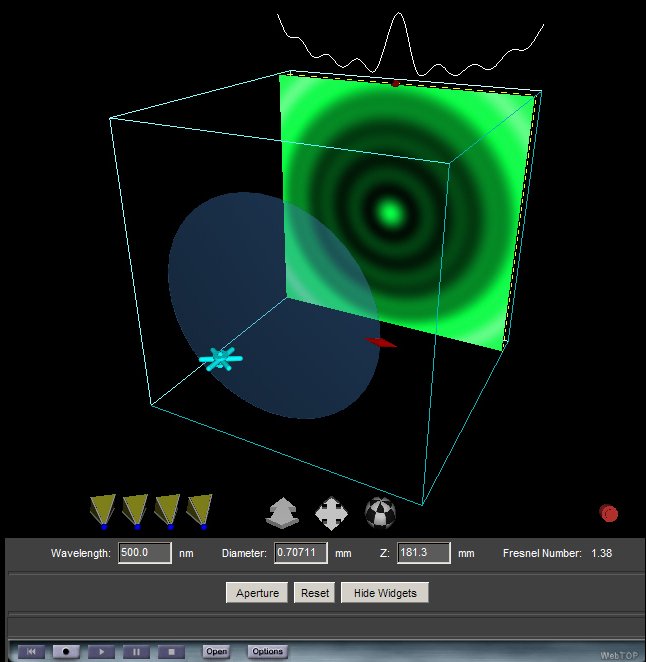 Wavelength: 500.0 nm Diameter: 0.70711 mm Z: 181.3 mm Fresnel Number: 1.38
Aperture Reset Hide Widgets
Open Options WebTOP